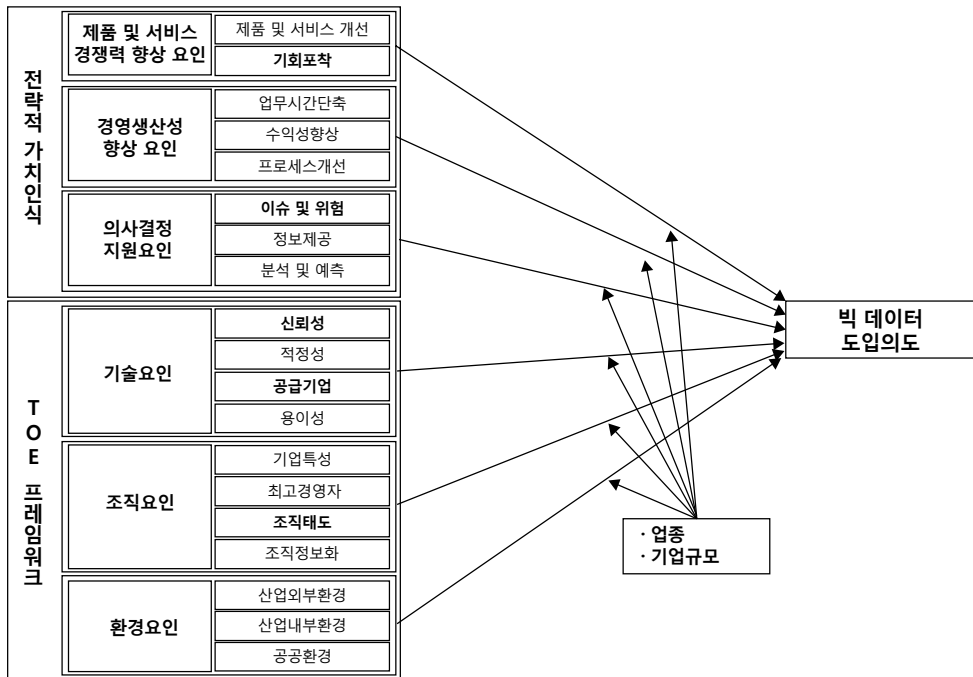 전략적 가치인식
제품 및 서비스
경쟁력 향상 요인
제품 및 서비스 개선
기회포착
경영생산성
향상 요인
업무시간단축
수익성향상
프로세스개선
의사결정
지원요인
이슈 및 위험
정보제공
분석 및 예측
TOE 프레임워크
기술요인
신뢰성
적정성
공급기업
용이성
조직요인
기업특성
최고경영자
조직태도
조직정보화
환경요인
산업외부환경
산업내부환경
공공환경
빅 데이터
도입의도
· 업종
· 기업규모